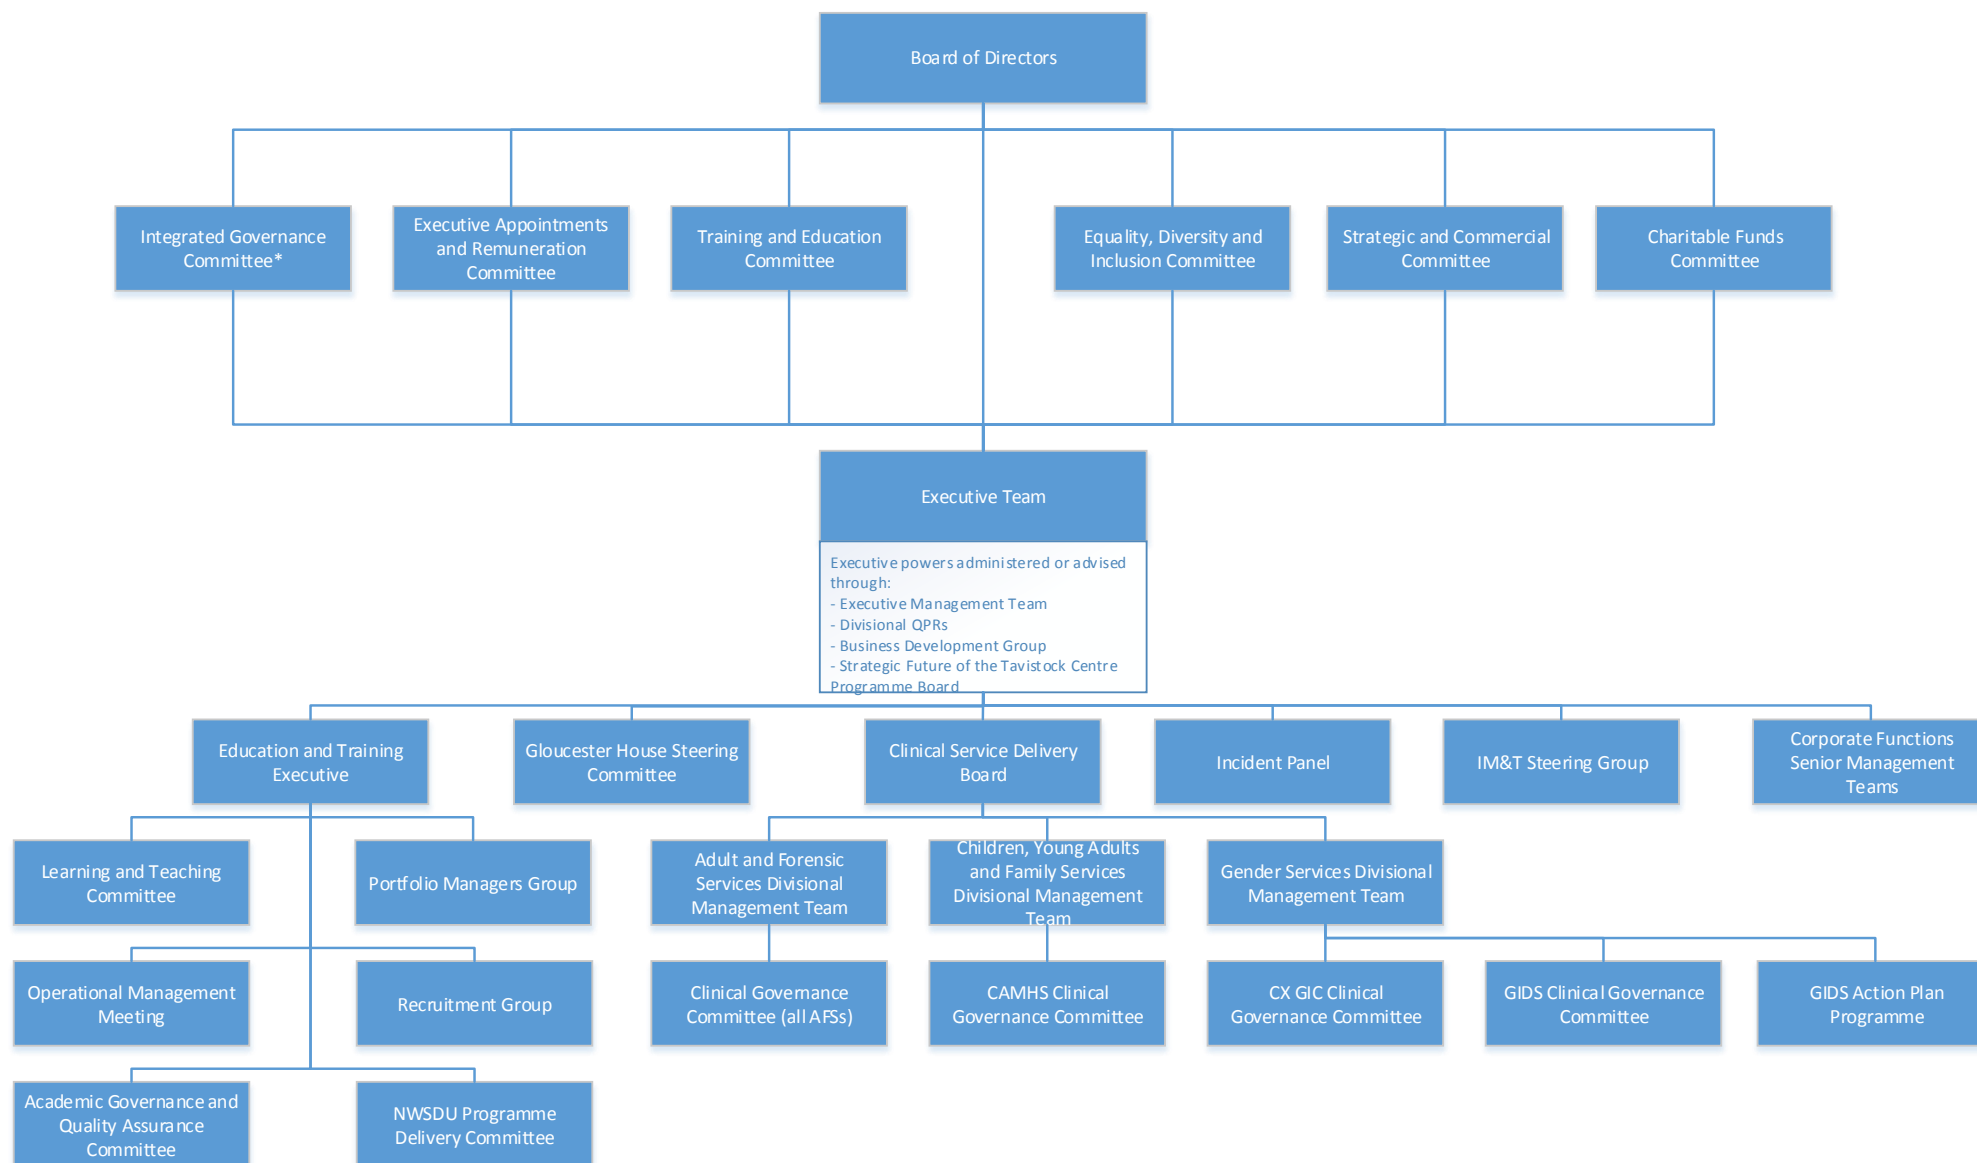 Board of Directors
Integrated Governance
Committee*
Executive Appointments
and Remuneration
Committee
Training and Education
Committee
Equality, Diversity and
Inclusion Committee
Strategic and Commercial
Committee
Charitable Funds
Committee
Executive Team
Executive powers administered or advised
through:
- Executive Management Team
- Divisional QPRs
- Business Development Group
- Strategic Future of the Tavistock Centre
Programme Board
Education and Training
Executive
Gloucester House Steering
Committee
Clinical Service Delivery
Board
Incident Panel
IM&T Steering Group
Corporate Functions
Senior Management
Teams
Learning and Teaching
Committee
Portfolio Managers Group
Adult and Forensic
Services Divisional
Management Team
Children, Young Adults
and Family Services
Divisional Management
Team
Gender Services Divisional
Management Team
Operational Management
Meeting
Recruitment Group
Clinical Governance
Committee (all AFSs)
CAMHS Clinical
Governance Committee
CX GIC Clinical
Governance Committee
GIDS Clinical Governance
Committee
GIDS Action Plan
Programme
Academic Governance and
Quality Assurance
Committee
NWSDU Programme
Delivery Committee